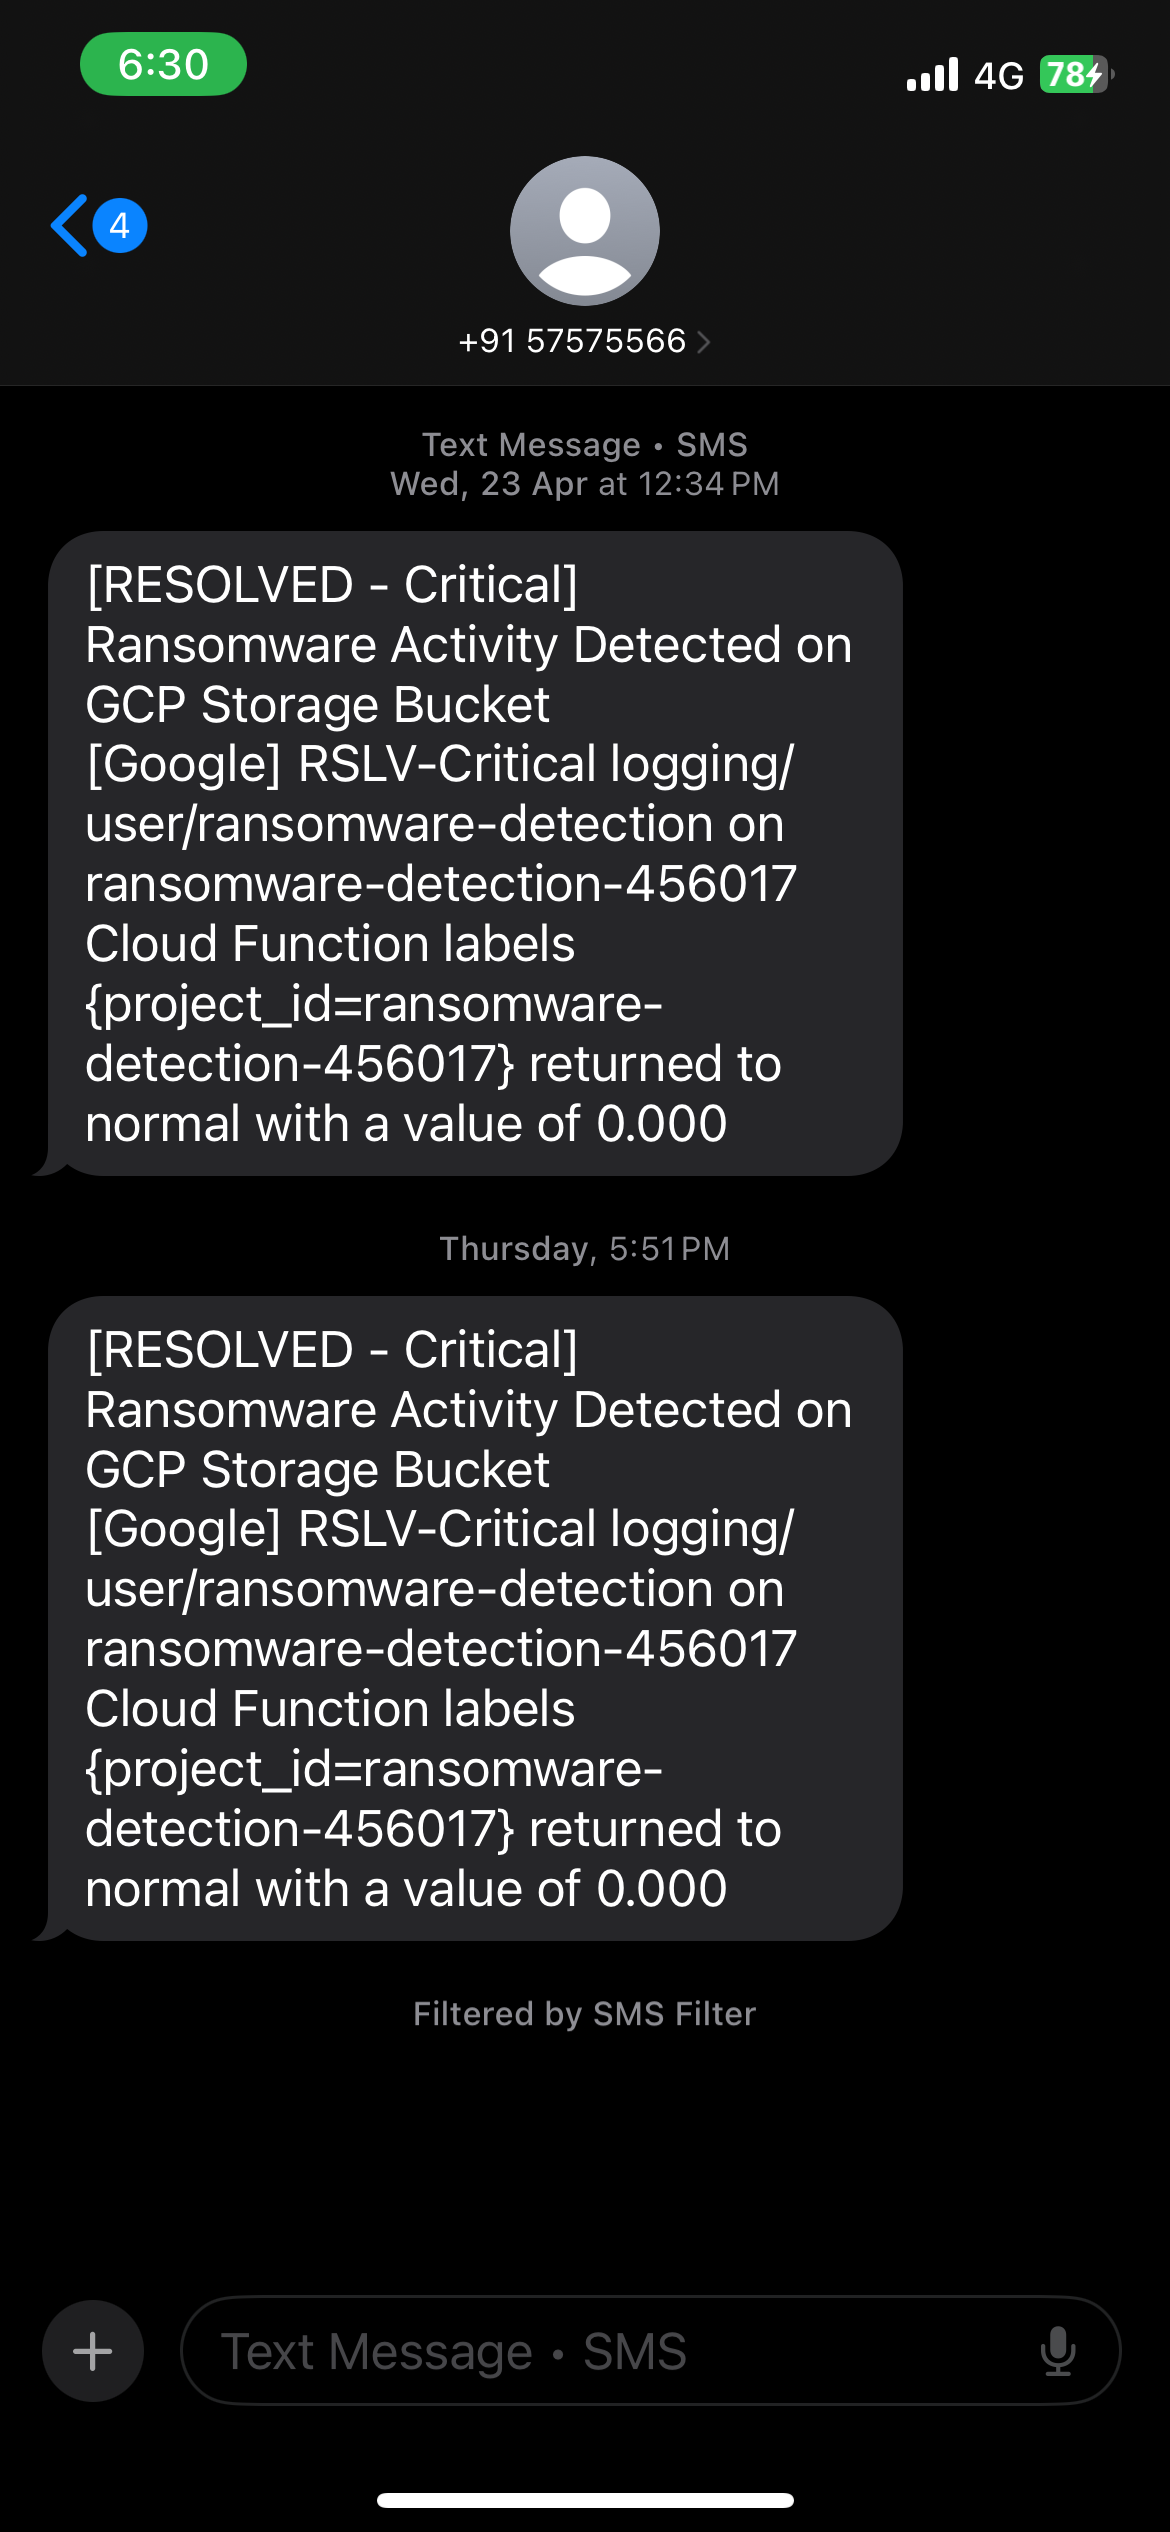 6:30
4G
78
4
+91 57575566
Text Message • SMS
Wed, 23 Apr at 12:34 PM
[RESOLVED - Critical]
Ransomware Activity Detected on
GCP Storage Bucket
[Google] RSLV-Critical logging/
user/ransomware-detection on
ransomware-detection-456017
Cloud Function labels
{project_id=ransomware-
detection-456017} returned to
normal with a value of 0.000
Thursday, 5:51 PM
[RESOLVED - Critical]
Ransomware Activity Detected on
GCP Storage Bucket
[Google] RSLV-Critical logging/
user/ransomware-detection on
ransomware-detection-456017
Cloud Function labels
{project_id=ransomware-
detection-456017} returned to
normal with a value of 0.000
Filtered by SMS Filter
Text Message • SMS